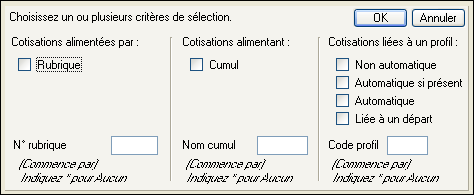 Choisissez un ou plusieurs critères de sélection.
OK
Annuler
Cotisations alimentées par :
Rubrique
N° rubrique
(Commence par)
Indiquez * pour Aucun
Cotisations alimentant :
Cumul
Nom cumul
(Commence par)
Indiquez * pour Aucun
Cotisations liées à un profil :
Non automatique
Automatique si présent
Automatique
Liée à un départ
Code profil
(Commence par)
Indiquez * pour Aucun